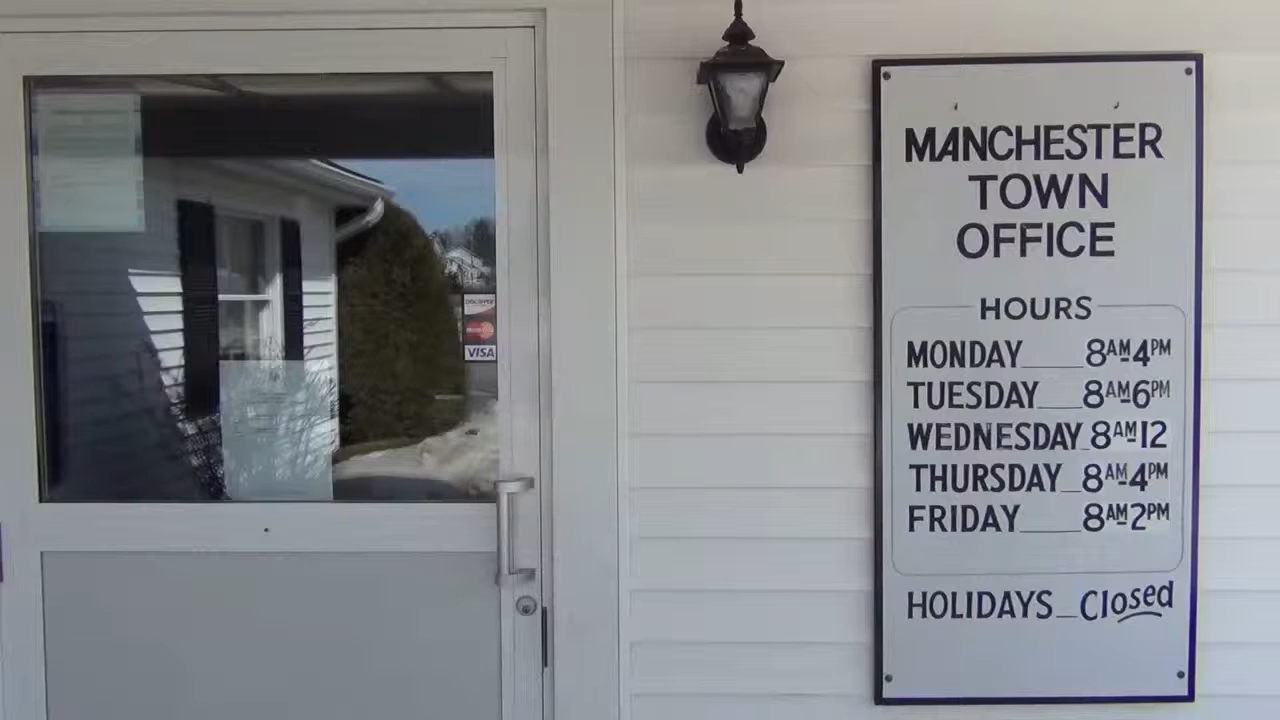 MANCHESTER
TOWN
OFFICE
HOURS
MONDAY 8AM-4PM
TUESDAY 8AM-6PM
WEDNESDAY 8AM-12
THURSDAY 8AM-4PM
FRIDAY 8AM-2PM
HOLIDAYS Closed
DISCOVER
VISA